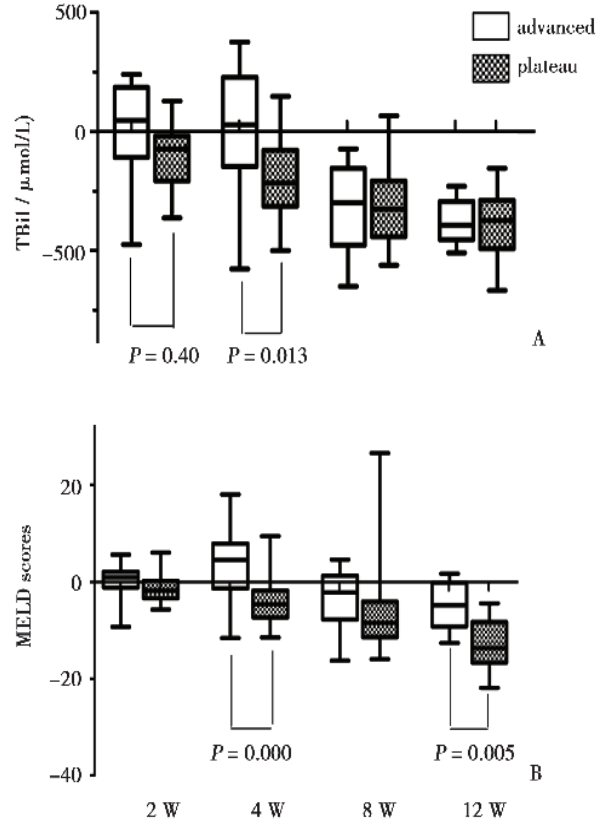 500
advanced
plateau
0
TBil / μmol/L)
-500
P = 0.40
P = 0.013
A
20
0
MELD scores
-20
P = 0.000
P = 0.005
-40
B
2 W
4 W
8 W
12 W